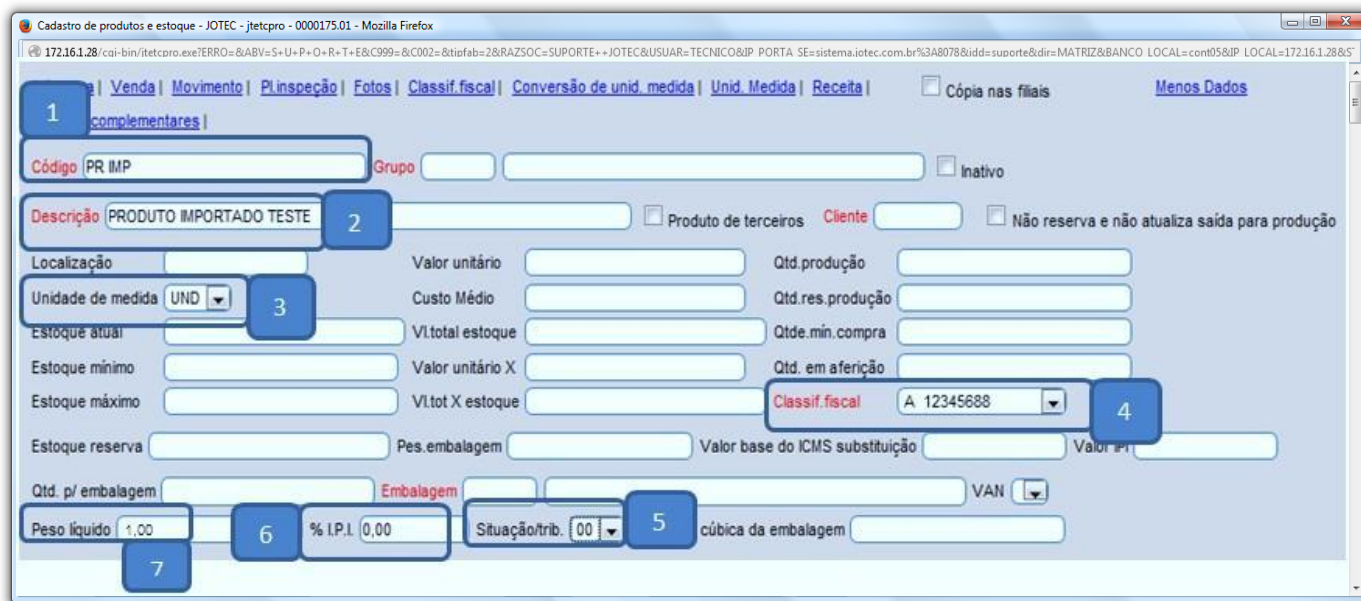 Cadastro de produtos e estoque - JOTEC - jtetcpro - 0000175.01 - Mozilla Firefox
172.16.1.28/cgi-bin/jtetcpro.exe?ERRO=&ABV=S+U+P+O+R+T+E&C999=&C002=&tipfab=2&RAZSOC=SUPORTE++JOTEC&USUAR=TECNICO&IP_PORTA_SE=sistema.jotec.com.br%3A8078&idd=suporte&dir=MATRIZ&BANCO_LOCAL=cont05&IP_LOCAL=172.16.1.28&S
Venda | Movimento | Pl.inspeção | Fotos | Classif.fiscal | Conversão de unid. medida | Unid. Medida | Receita | Cópia nas filiais Menos Dados
1 complementares |
Código PR IMP Grupo Inativo
Descrição PRODUTO IMPORTADO TESTE 2 Produto de terceiros Cliente Não reserva e não atualiza saída para produção
Localização Valor unitário Qtd.produção
Unidade de medida UND 3 Custo Médio Qtd.res.produção
Estoque atual Vl.total estoque Qtde.mín.compra
Estoque mínimo Valor unitário X Qtd. em aferição
Estoque máximo Vl.tot X estoque Classif.fiscal A 12345688 4
Estoque reserva Pes.embalagem Valor base do ICMS substituição Valor IPI
Qtd. p/ embalagem Embalagem VAN
Peso líquido 1,00 6 % I.P.I. 0,00 Situação/trib. 00 5 cúbica da embalagem
7